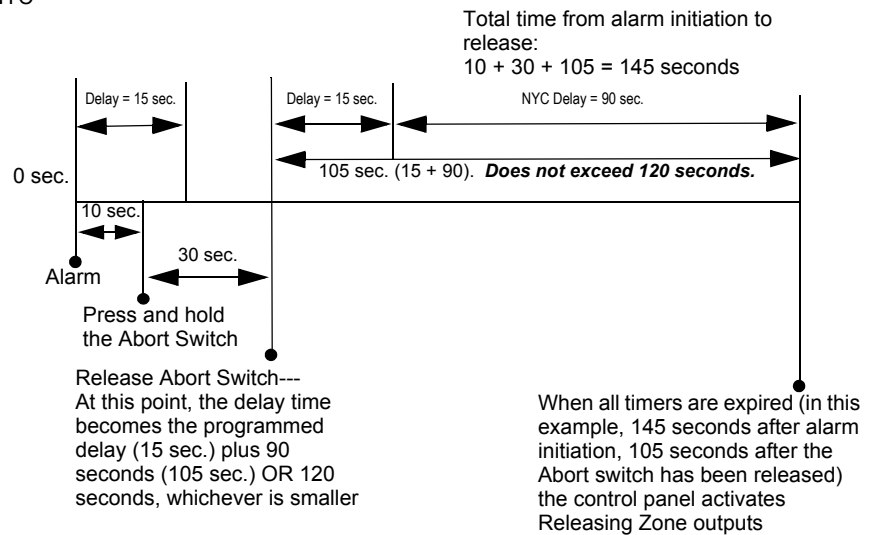 Total time from alarm initiation to
release:
10 + 30 + 105 = 145 seconds
Delay = 15 sec.
Delay = 15 sec.
NYC Delay = 90 sec.
0 sec.
105 sec. (15 + 90). Does not exceed 120 seconds.
10 sec.
30 sec.
Alarm
Press and hold
the Abort Switch
Release Abort Switch---
At this point, the delay time
becomes the programmed
delay (15 sec.) plus 90
seconds (105 sec.) OR 120
seconds, whichever is smaller
When all timers are expired (in this
example, 145 seconds after alarm
initiation, 105 seconds after the
Abort switch has been released)
the control panel activates
Releasing Zone outputs